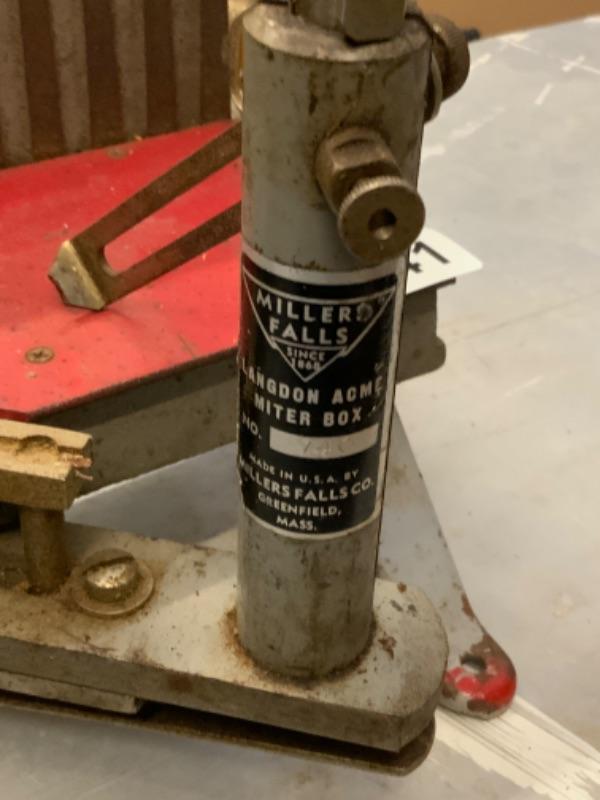 MILLERS
FALLS
SINCE
1868
LANGDON ACME
MITER BOX
NO.
MADE IN U.S.A. BY
MILLERS FALLS CO.
GREENFIELD,
MASS.